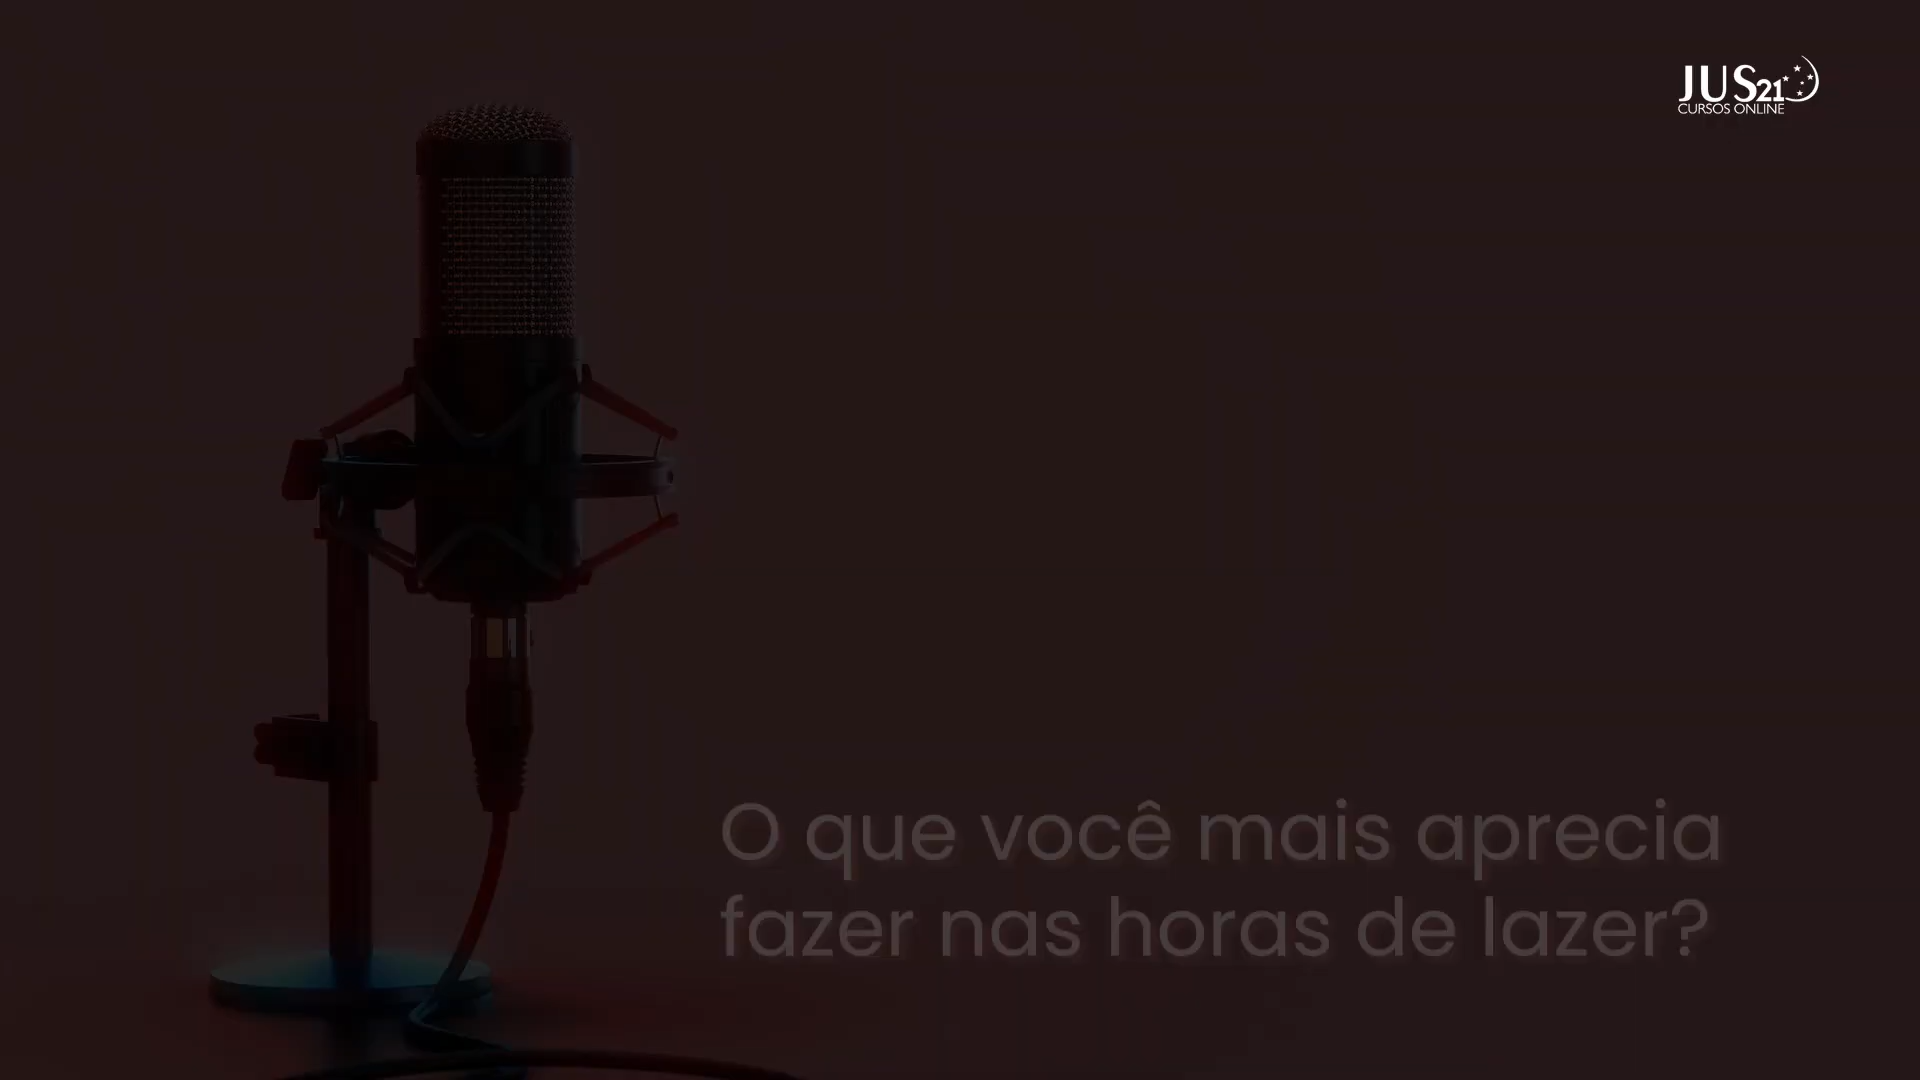 JUS21
CURSOS ONLINE
O que você mais aprecia
fazer nas horas de lazer?